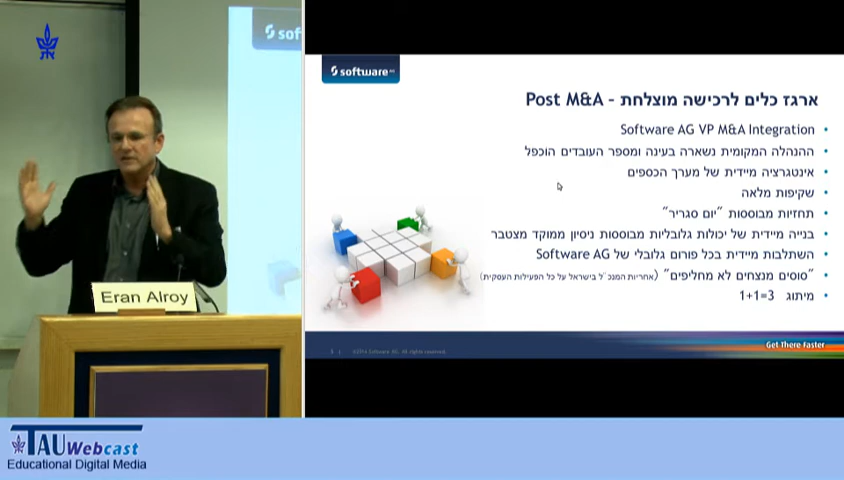 software AG
ארגז כלים לרכישה מוצלחת - Post M&A
Software AG VP M&A Integration
ההנהלה המקומית נשארה בעינה ומספר העובדים הוכפל
אינטגרציה מיידית של מערך הכספים
שקיפות מלאה
תחזיות מבוססות "יום סגריר"
בנייה מיידית של יכולות גלובליות מבוססות ניסיון ממוקד מצטבר
השתלבות מיידית בכל פורום גלובלי של Software AG
"סוסים מנצחים לא מחליפים" (אחריות המנכ"ל בישראל על כל הפעילות העסקית)
מיתוג 1+1=3
Get There Faster
Eran Alroy
TAUWebcast
Educational Digital Media